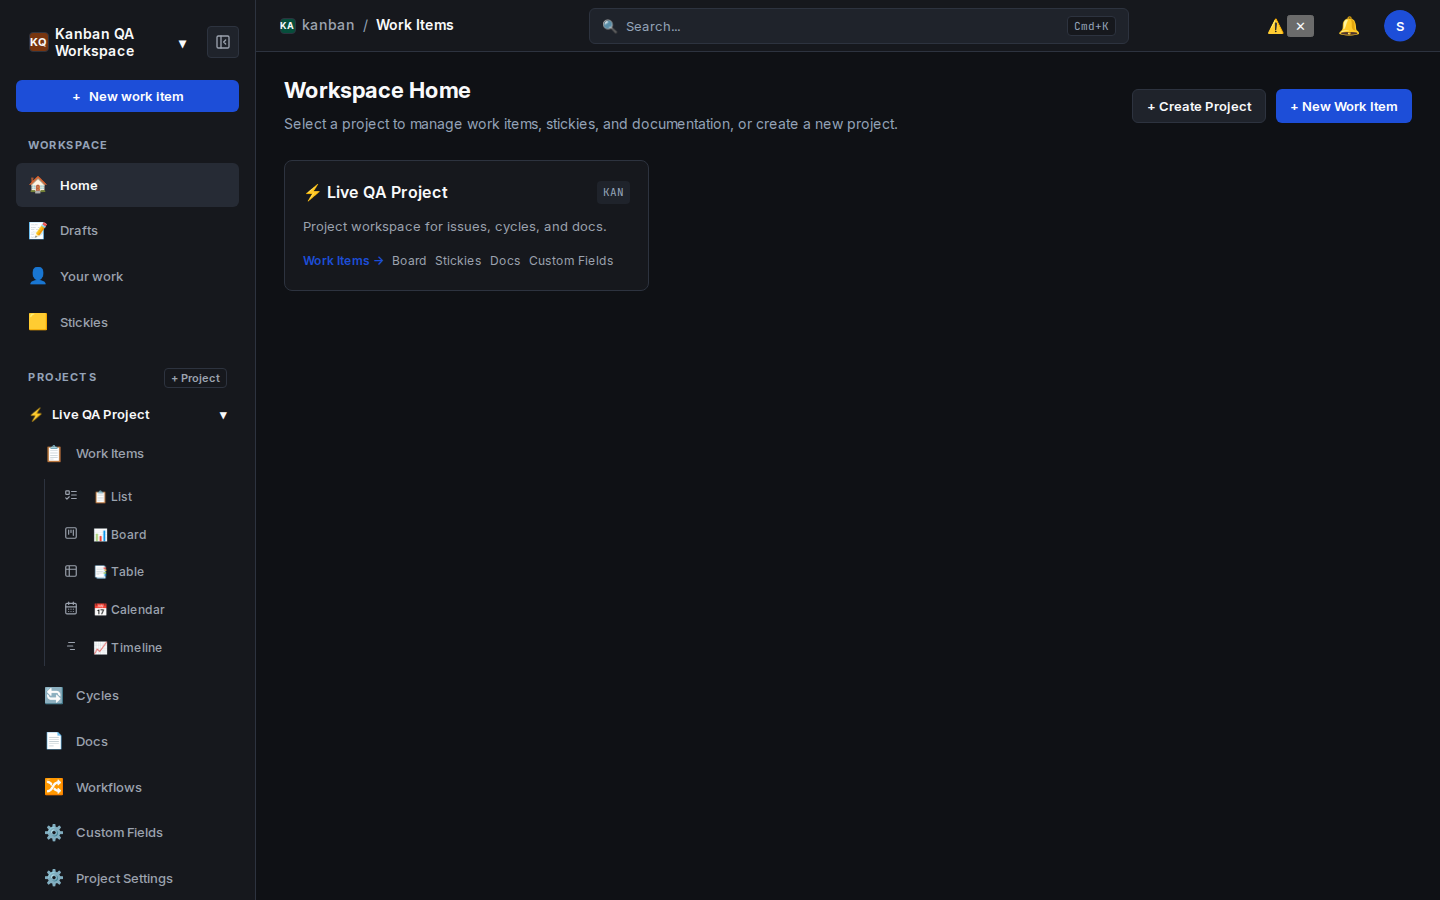 KQ Kanban QA Workspace ▾
+ New work item
WORKSPACE
🏠 Home
📝 Drafts
👤 Your work
🟨 Stickies
PROJECTS
+ Project
⚡ Live QA Project ▾
📋 Work Items
📋 List
📊 Board
📑 Table
📅 Calendar
📈 Timeline
🔄 Cycles
📄 Docs
🔀 Workflows
⚙️ Custom Fields
⚙️ Project Settings
KA kanban / Work Items
🔍 Search... Cmd+K
⚠️ ✕ 🔔 S
Workspace Home
Select a project to manage work items, stickies, and documentation, or create a new project.
+ Create Project
+ New Work Item
⚡ Live QA Project KAN
Project workspace for issues, cycles, and docs.
Work Items → Board Stickies Docs Custom Fields